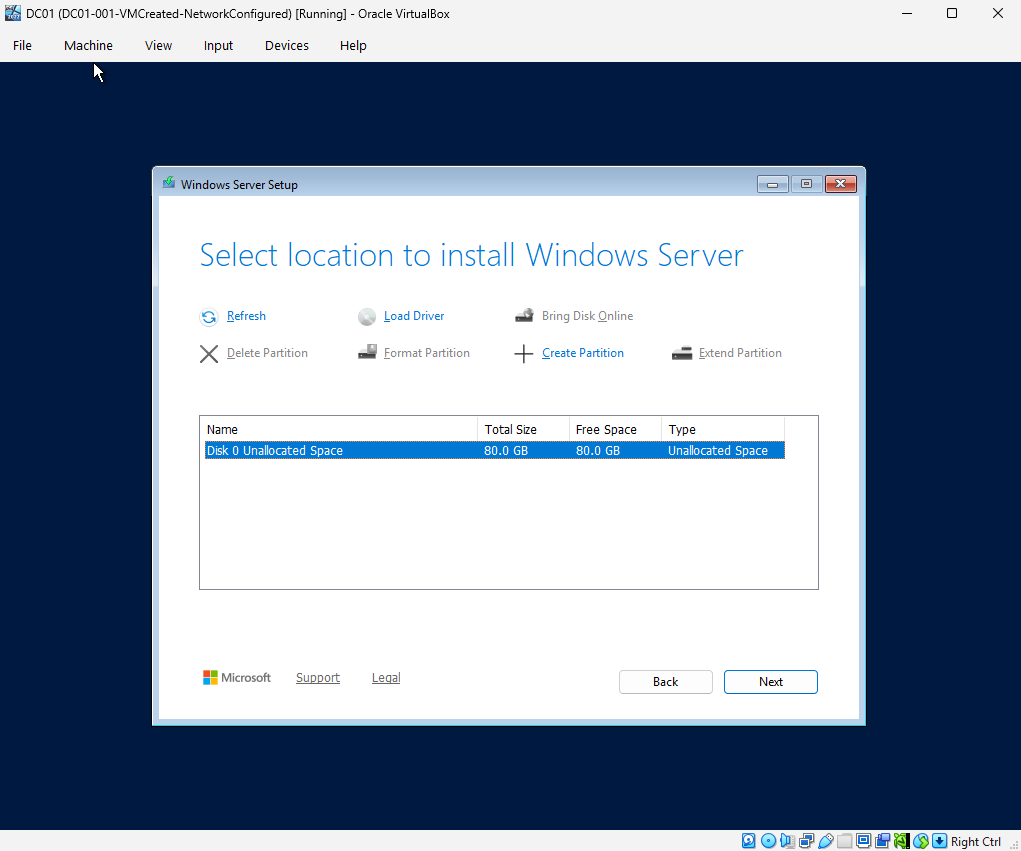 DC01 (DC01-001-VMCreated-NetworkConfigured) [Running] - Oracle VirtualBox
File Machine View Input Devices Help
Windows Server Setup
Select location to install Windows Server
Refresh Load Driver Bring Disk Online
Delete Partition Format Partition Create Partition Extend Partition
Name Total Size Free Space Type
Disk 0 Unallocated Space 80.0 GB 80.0 GB Unallocated Space
Microsoft Support Legal Back Next
Right Ctrl